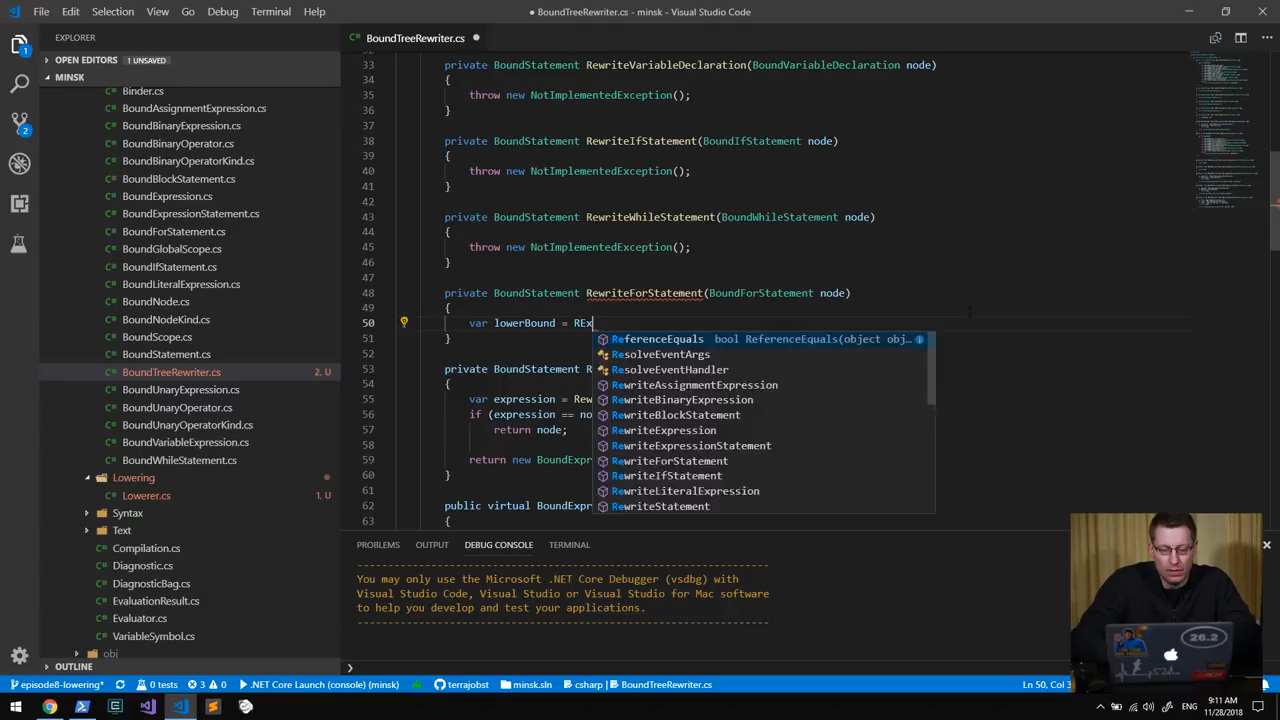 File Edit Selection View Go Debug Terminal Help
BoundTreeRewriter.cs - minsk - Visual Studio Code
EXPLORER
OPEN EDITORS 1 UNSAVED
MINSK
Binder.cs
BoundAssignmentExpression.cs
BoundBinaryExpression.cs
BoundBinaryOperator.cs
BoundBinaryOperatorKind.cs
BoundBlockStatement.cs
BoundExpression.cs
BoundExpressionStatement.cs
BoundForStatement.cs
BoundGlobalScope.cs
BoundIfStatement.cs
BoundLiteralExpression.cs
BoundNode.cs
BoundNodeKind.cs
BoundScope.cs
BoundStatement.cs
BoundTreeRewriter.cs 2, U
BoundUnaryExpression.cs
BoundUnaryOperator.cs
BoundUnaryOperatorKind.cs
BoundVariableExpression.cs
BoundWhileStatement.cs
Lowering
Lowerer.cs 1, U
Syntax
Text
Compilation.cs
Diagnostic.cs
DiagnosticBag.cs
EvaluationResult.cs
Evaluator.cs
VariableSymbol.cs
obj
OUTLINE
1
2
BoundTreeRewriter.cs
33 private BoundStatement RewriteVariableDeclaration(BoundVariableDeclaration node)
34 {
35 throw new NotImplementedException();
36 }
37
38 private BoundStatement RewriteIfStatement(BoundIfStatement node)
39 {
40 throw new NotImplementedException();
41 }
42
43 private BoundStatement RewriteWhileStatement(BoundWhileStatement node)
44 {
45 throw new NotImplementedException();
46 }
47
48 private BoundStatement RewriteForStatement(BoundForStatement node)
49 {
50 var lowerBound = REx
51 }
52
53 private BoundStatement R
54 {
55 var expression = Rew
56 if (expression == no
57 return node;
58
59 return new BoundExpr
60 }
61
62 public virtual BoundExpr
63 {
ReferenceEquals bool ReferenceEquals(object obj…
ResolveEventArgs
ResolveEventHandler
RewriteAssignmentExpression
RewriteBinaryExpression
RewriteBlockStatement
RewriteExpression
RewriteExpressionStatement
RewriteForStatement
RewriteIfStatement
RewriteLiteralExpression
RewriteStatement
PROBLEMS OUTPUT DEBUG CONSOLE TERMINAL
You may only use the Microsoft .NET Core Debugger (vsdbg) with
Visual Studio Code, Visual Studio or Visual Studio for Mac software
to help you develop and test your applications.
26.2
episode8-lowering* 0 tests 3 0 .NET Core Launch (console) (minsk) terrajobst minsk.sln csharp | BoundTreeRewriter.cs Ln 50, Col 3
ENG
9:11 AM
11/28/2018